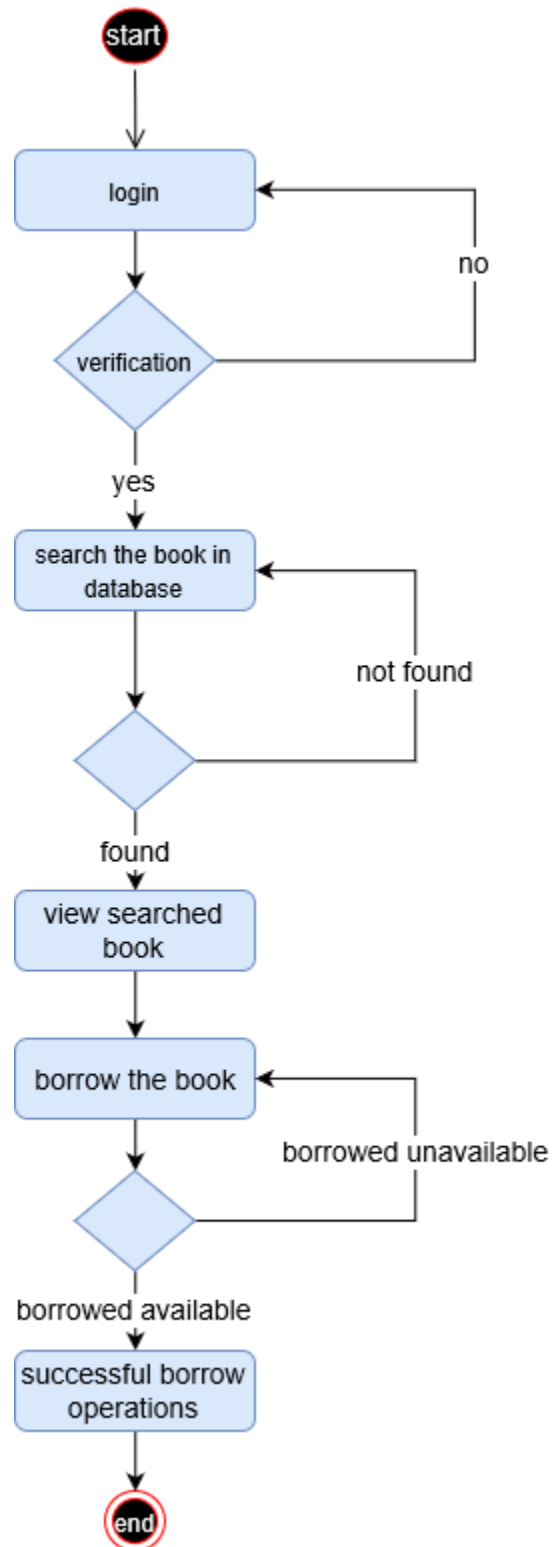 start
login
no
verification
yes
search the book in
database
not found
found
view searched
book
borrow the book
borrowed unavailable
borrowed available
successful borrow
operations
end